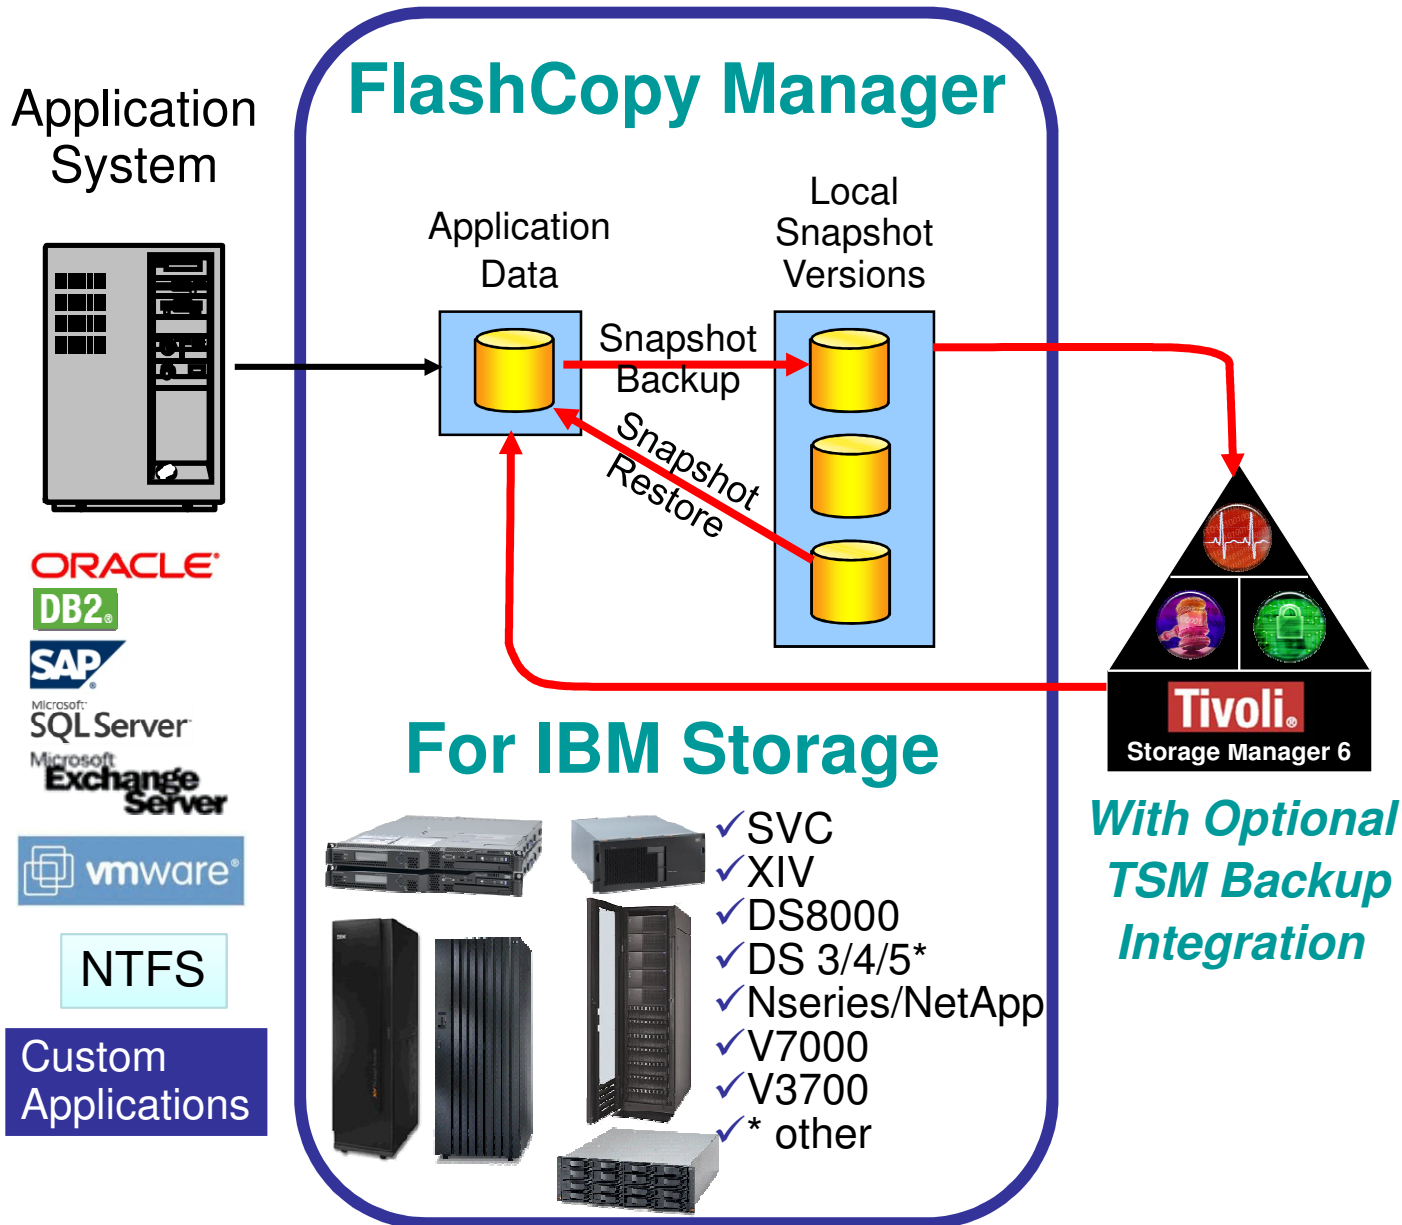 FlashCopy Manager
Application
System
Application
Data
Local
Snapshot
Versions
Snapshot
Backup
Snapshot
Restore
ORACLE®
DB2®
SAP®
Microsoft®
SQL Server™
Microsoft
Exchange
Server
vmware®
NTFS
Custom
Applications
For IBM Storage
✓SVC
✓XIV
✓DS8000
✓DS 3/4/5*
✓Nseries/NetApp
✓V7000
✓V3700
✓* other
Tivoli®
Storage Manager 6
With Optional
TSM Backup
Integration